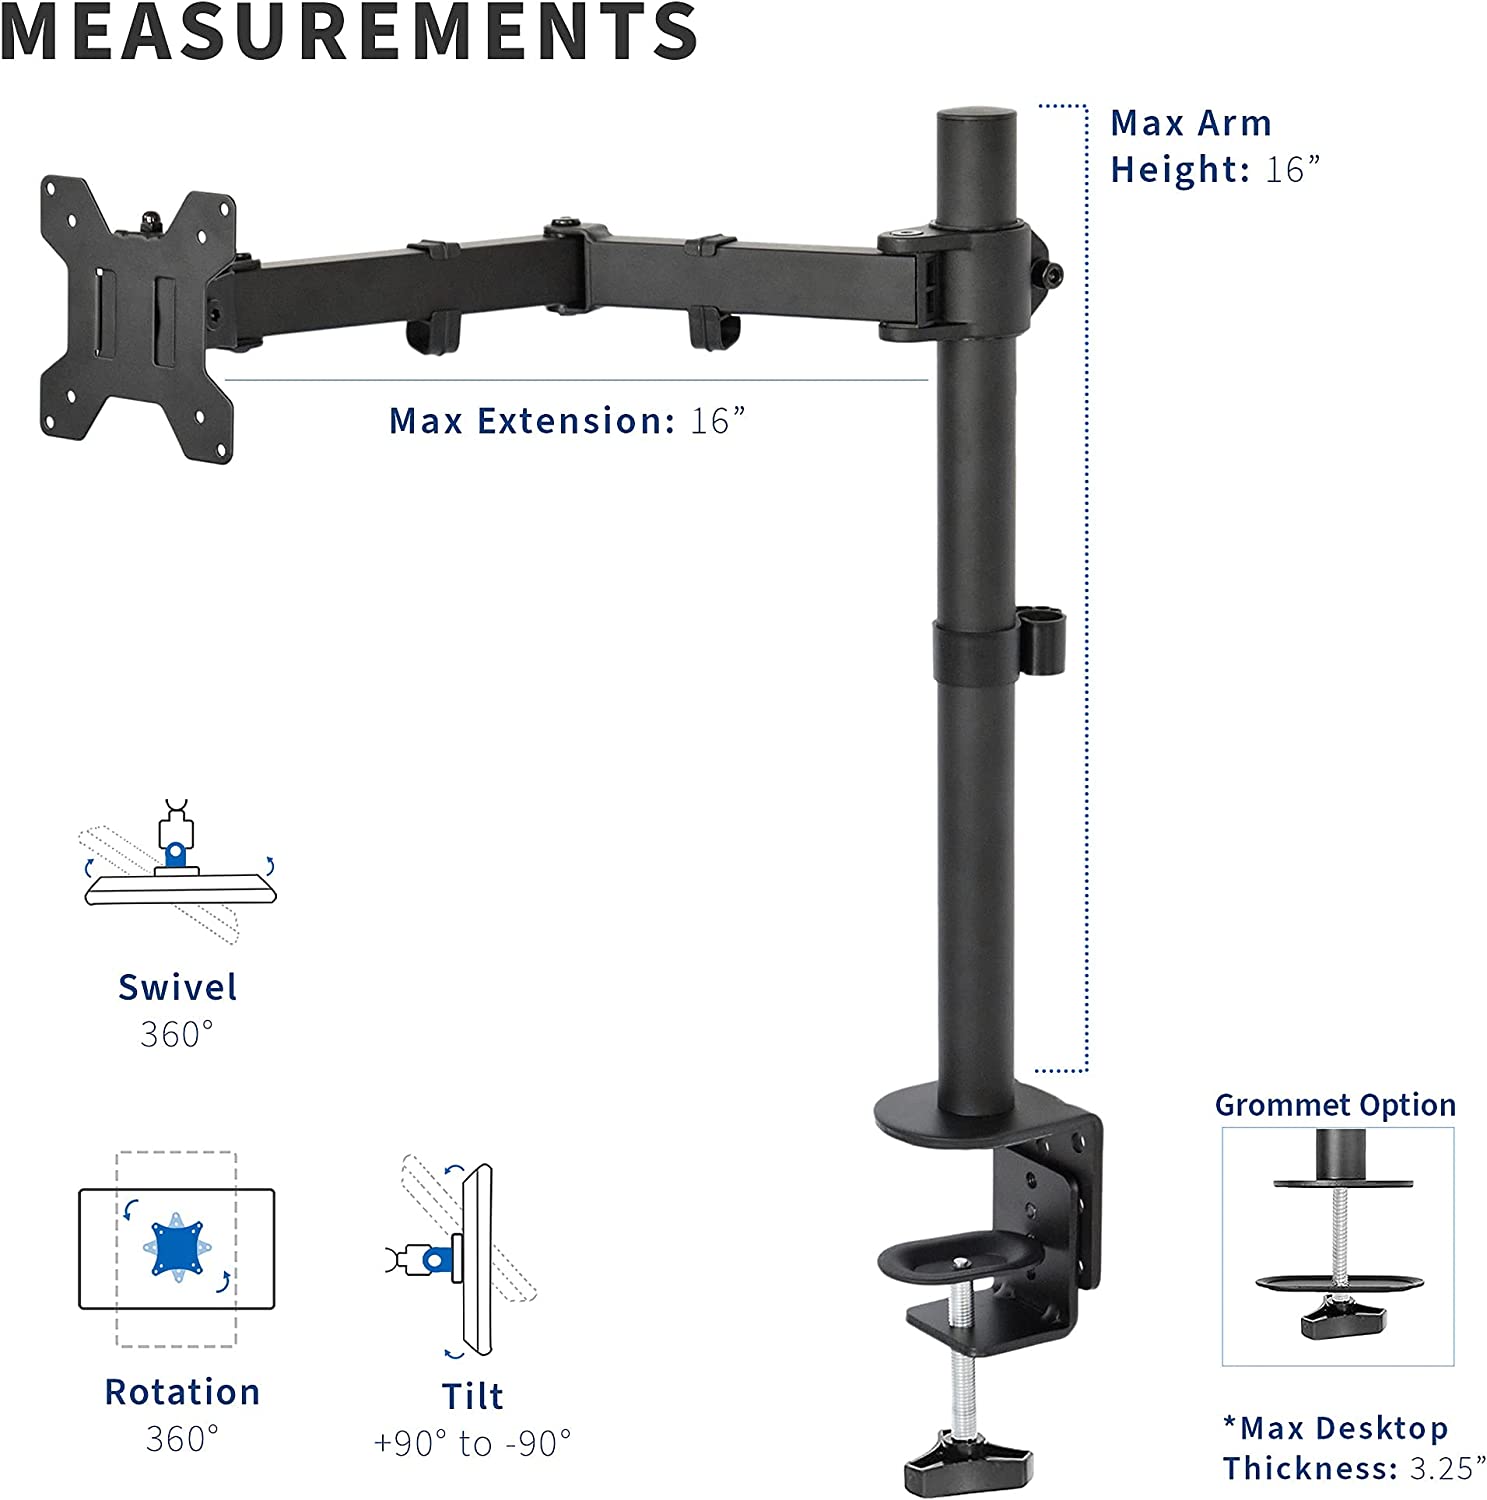 MEASUREMENTS
Max Arm
Height: 16”
Max Extension: 16”
Swivel
360°
Rotation
360°
Tilt
+90° to -90°
Grommet Option
*Max Desktop
Thickness: 3.25”